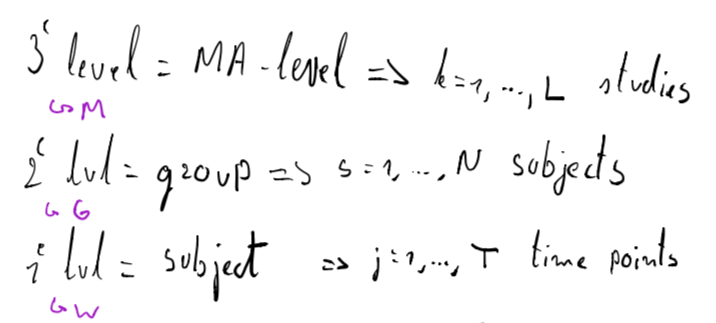 3e level = MA-level => k=1, ..., L studies
↳ M
2e lvl = group => s=1, ..., N subjects
↳ G
1e lvl = subject => j=1, ..., T time points
↳ W